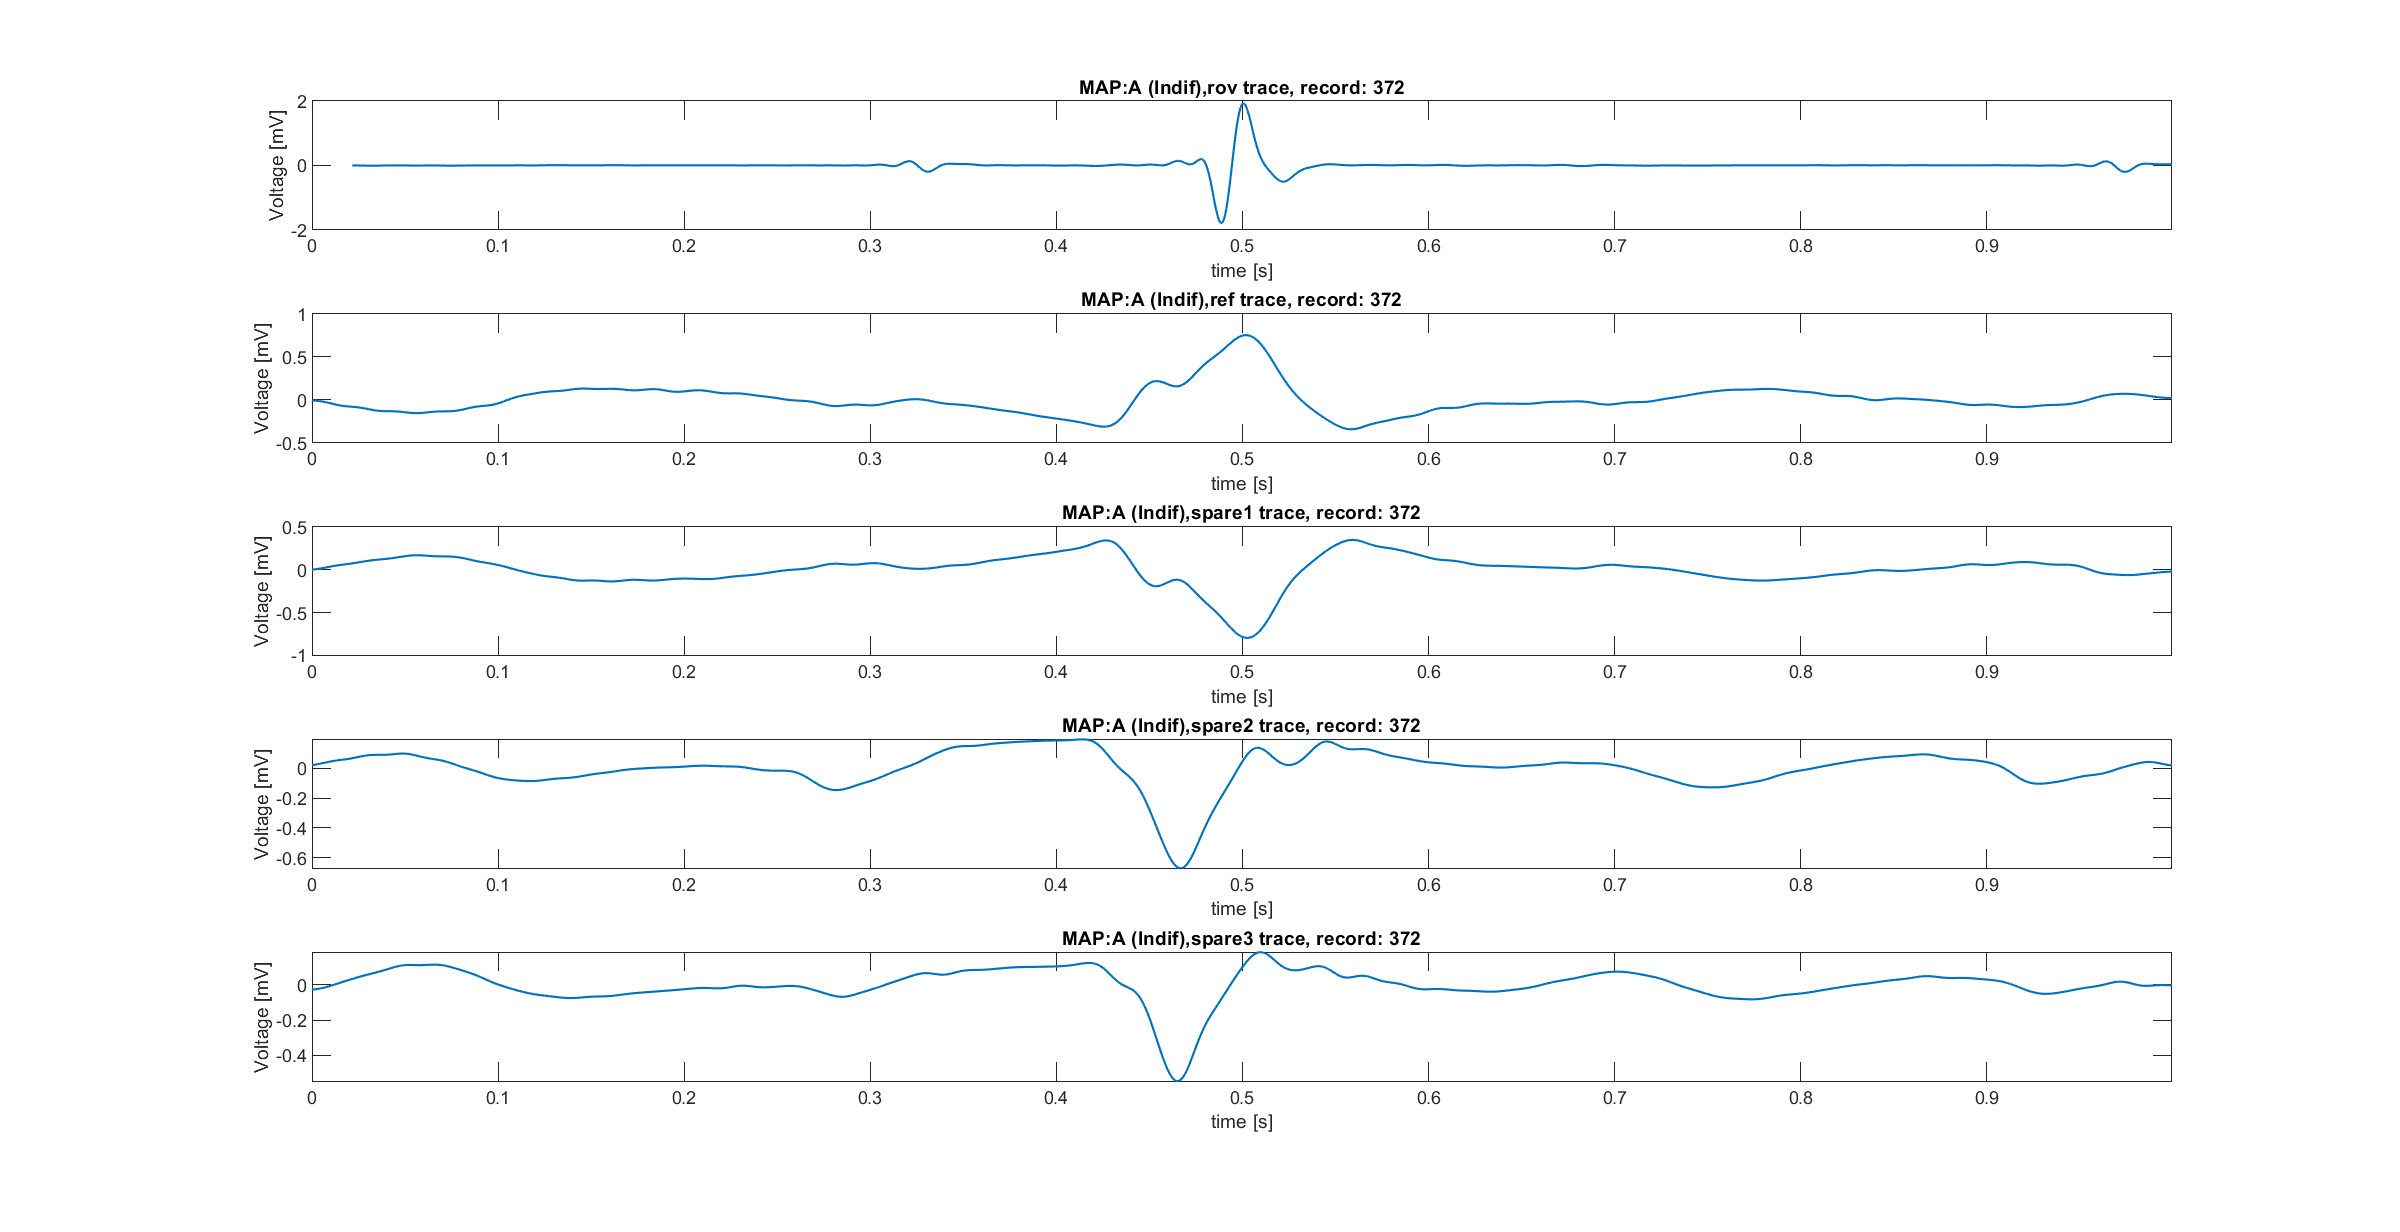 MAP:A (Indif),rov trace, record: 372
Voltage [mV]
2
0
-2
0 0.1 0.2 0.3 0.4 0.5 0.6 0.7 0.8 0.9
time [s]
MAP:A (Indif),ref trace, record: 372
Voltage [mV]
1
0.5
0
-0.5
0 0.1 0.2 0.3 0.4 0.5 0.6 0.7 0.8 0.9
time [s]
MAP:A (Indif),spare1 trace, record: 372
Voltage [mV]
0.5
0
-0.5
-1
0 0.1 0.2 0.3 0.4 0.5 0.6 0.7 0.8 0.9
time [s]
MAP:A (Indif),spare2 trace, record: 372
Voltage [mV]
0
-0.2
-0.4
-0.6
0 0.1 0.2 0.3 0.4 0.5 0.6 0.7 0.8 0.9
time [s]
MAP:A (Indif),spare3 trace, record: 372
Voltage [mV]
0
-0.2
-0.4
0 0.1 0.2 0.3 0.4 0.5 0.6 0.7 0.8 0.9
time [s]